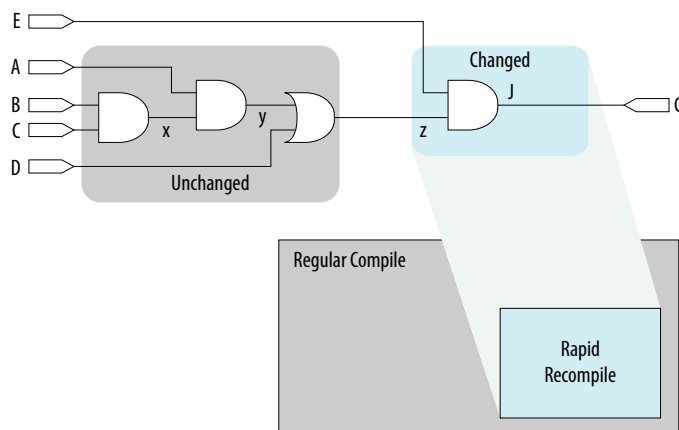 E
A
Changed
B
J
C
x
y
z
D
Unchanged
Regular Compile
Rapid
Recompile